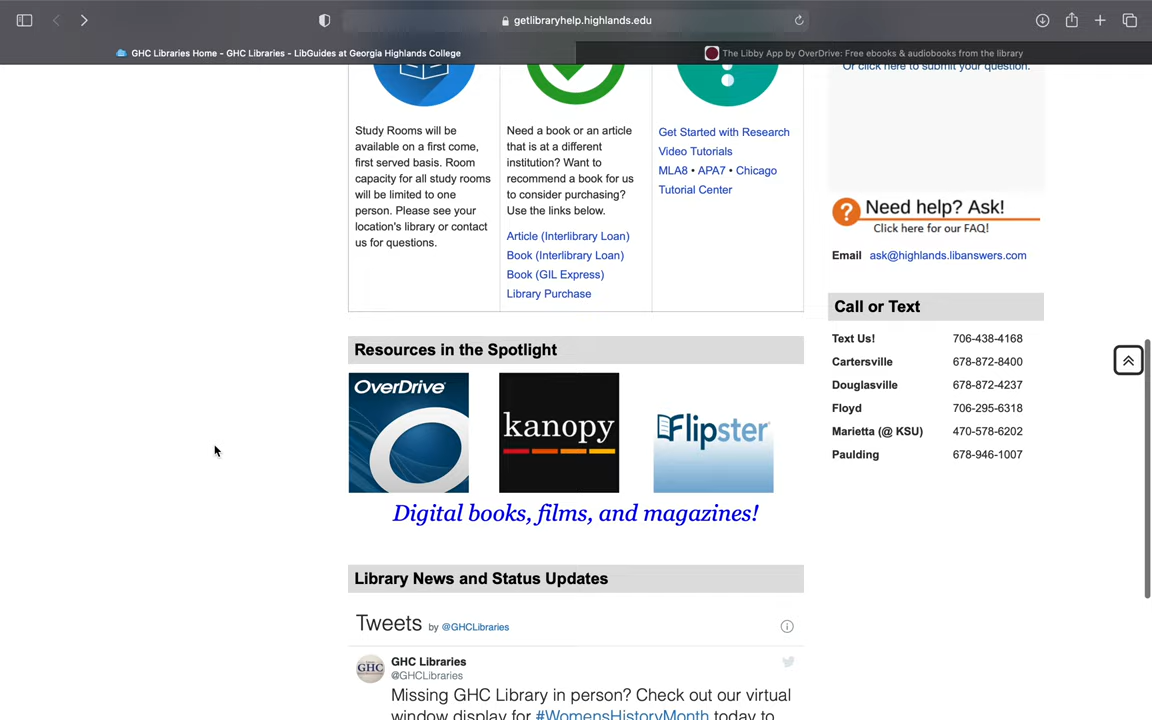 getlibraryhelp.highlands.edu
GHC Libraries Home - GHC Libraries - LibGuides at Georgia Highlands College
The Libby App by OverDrive: Free ebooks & audiobooks from the library
Or click here to submit your question.
Study Rooms will be
available on a first come,
first served basis. Room
capacity for all study rooms
will be limited to one
person. Please see your
location's library or contact
us for questions.
Need a book or an article
that is at a different
institution? Want to
recommend a book for us
to consider purchasing?
Use the links below.
Article (Interlibrary Loan)
Book (Interlibrary Loan)
Book (GIL Express)
Library Purchase
Get Started with Research
Video Tutorials
MLA8 • APA7 • Chicago
Tutorial Center
Need help? Ask!
Click here for our FAQ!
Email ask@highlands.libanswers.com
Call or Text
Text Us! 706-438-4168
Cartersville 678-872-8400
Douglasville 678-872-4237
Floyd 706-295-6318
Marietta (@ KSU) 470-578-6202
Paulding 678-946-1007
Resources in the Spotlight
OverDrive
kanopy
Flipster
Digital books, films, and magazines!
Library News and Status Updates
Tweets by @GHCLibraries
GHC
GHC Libraries
@GHCLibraries
Missing GHC Library in person? Check out our virtual
window display for #WomensHistoryMonth today to